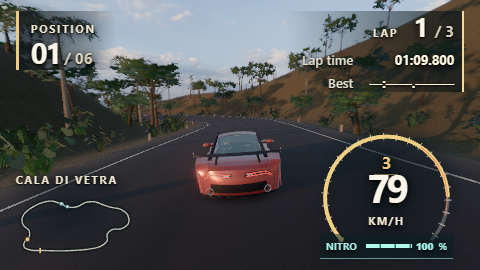 POSITION
01 / 06
LAP 1 / 3
Lap time 01:09.800
Best --:--.---
CALA DI VETRA
3
79
KM/H
NITRO 100 %